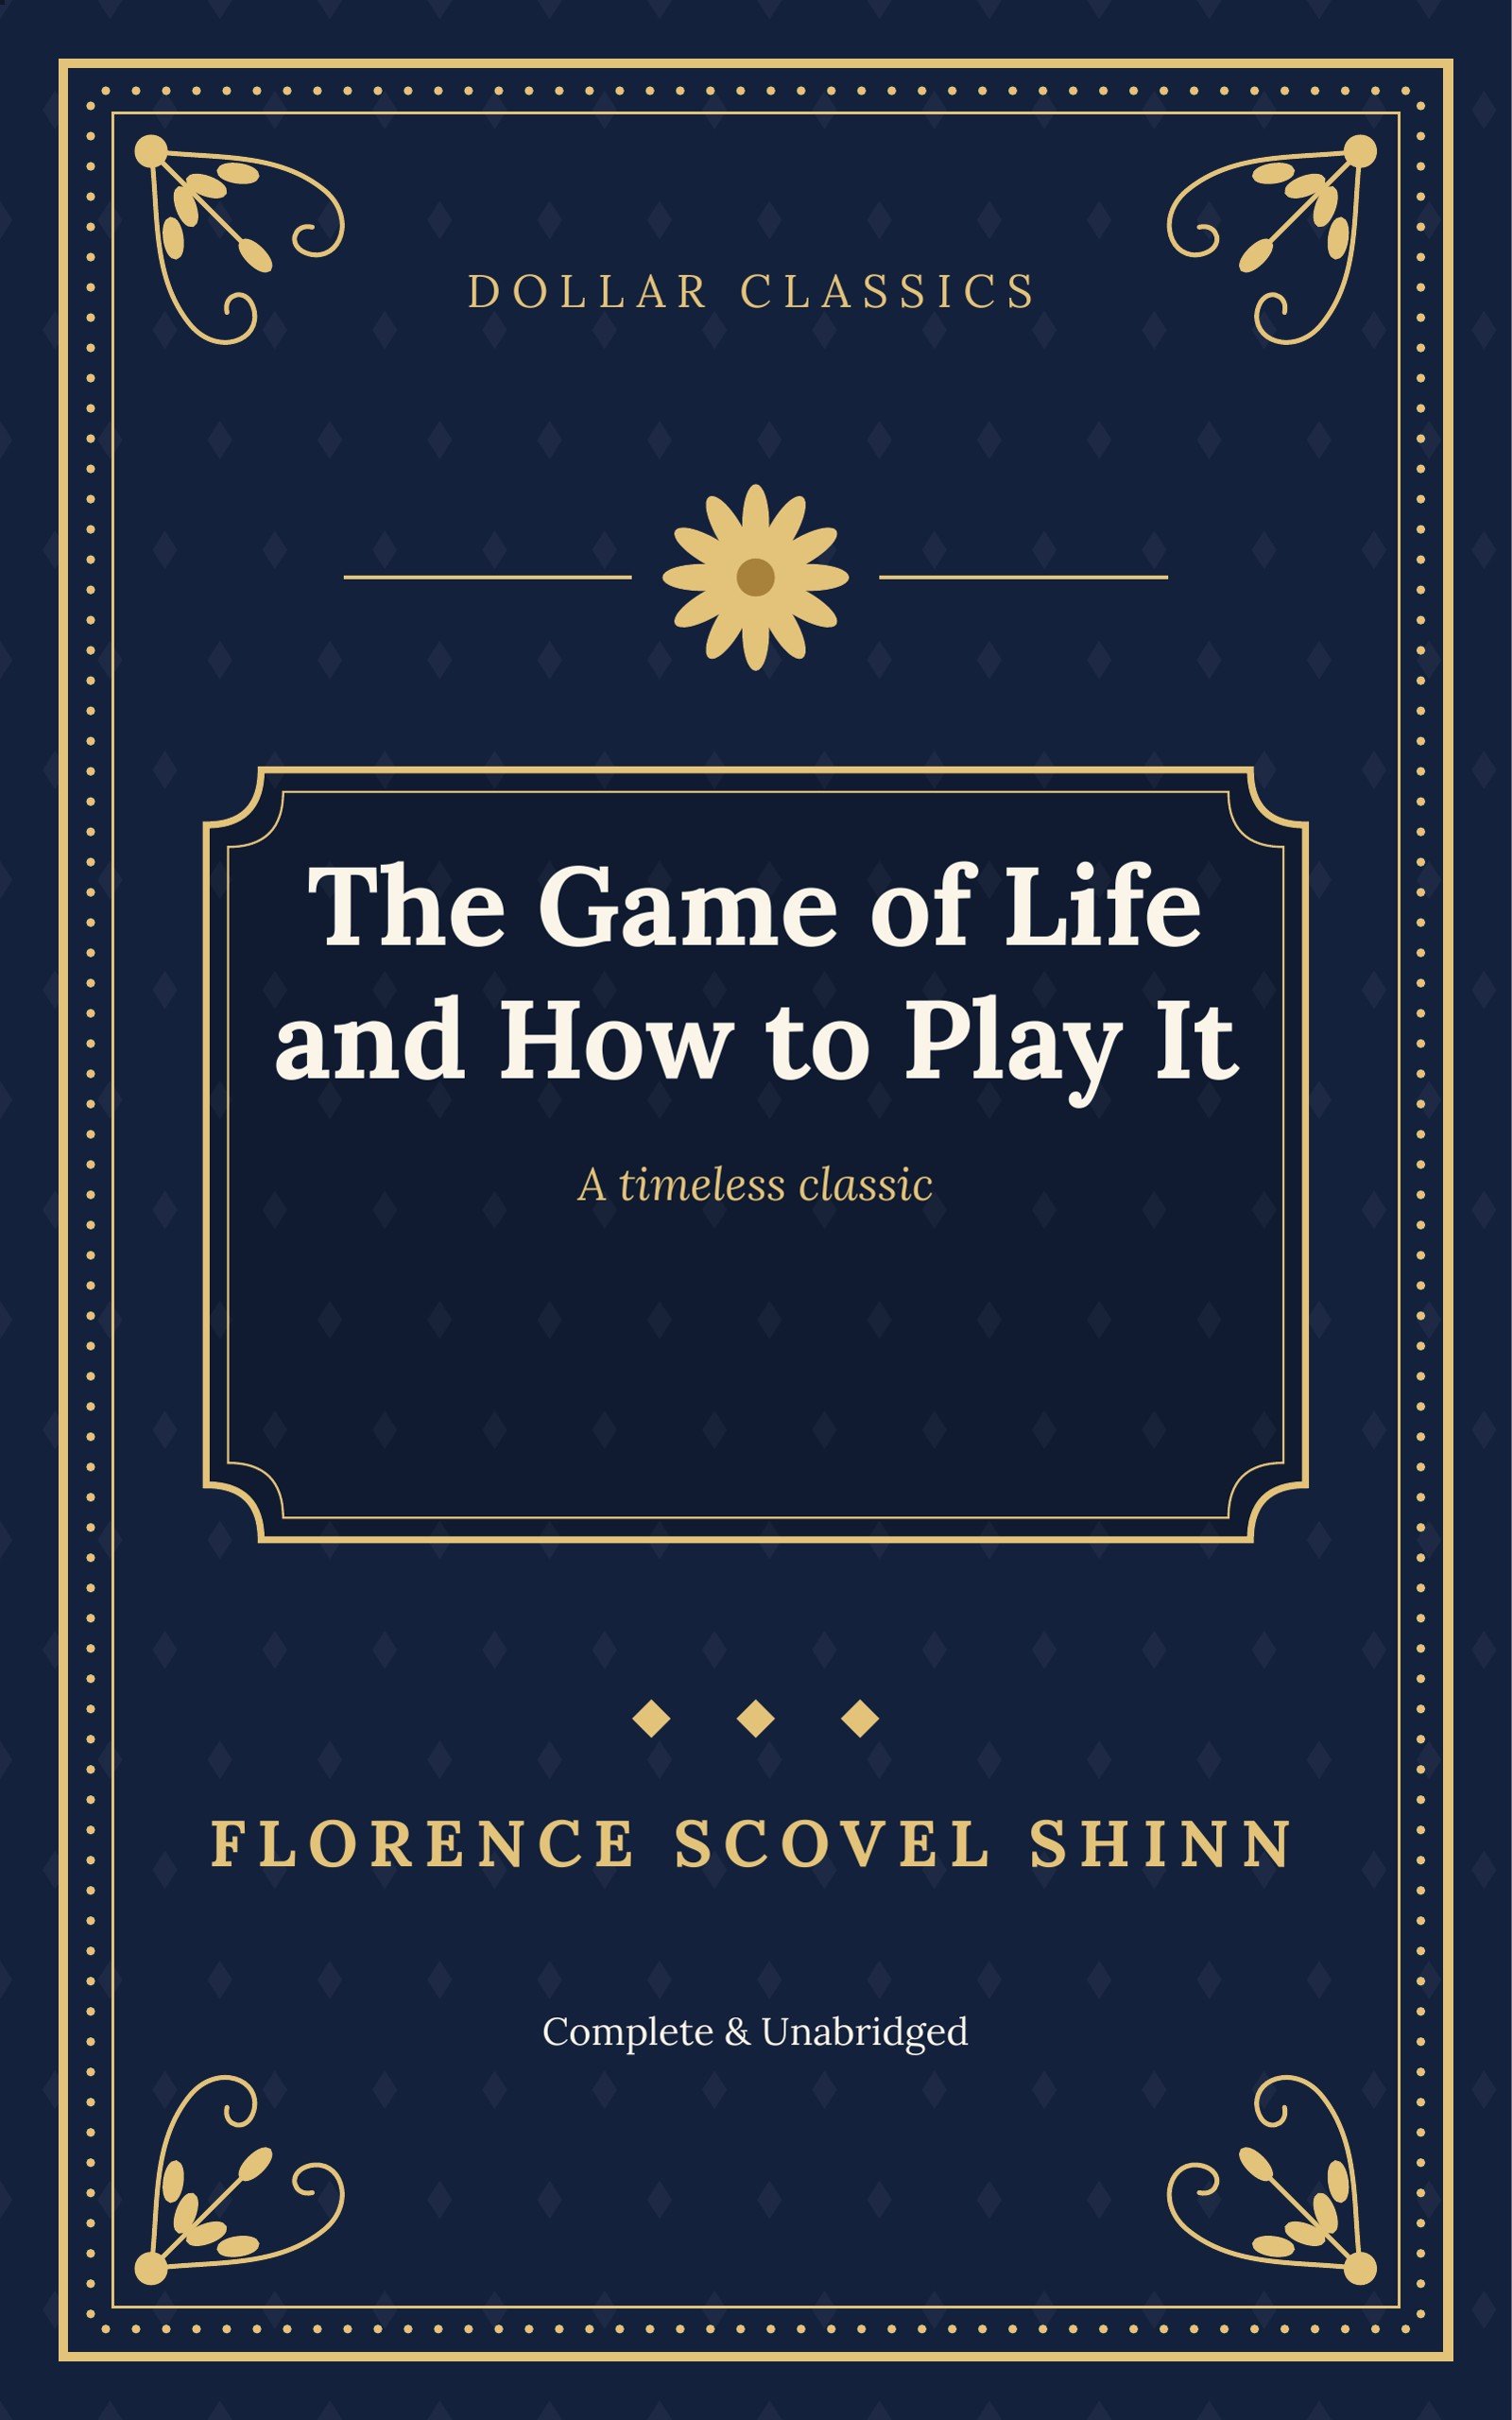 DOLLAR CLASSICS
The Game of Life
and How to Play It
A timeless classic
FLORENCE SCOVEL SHINN
Complete & Unabridged